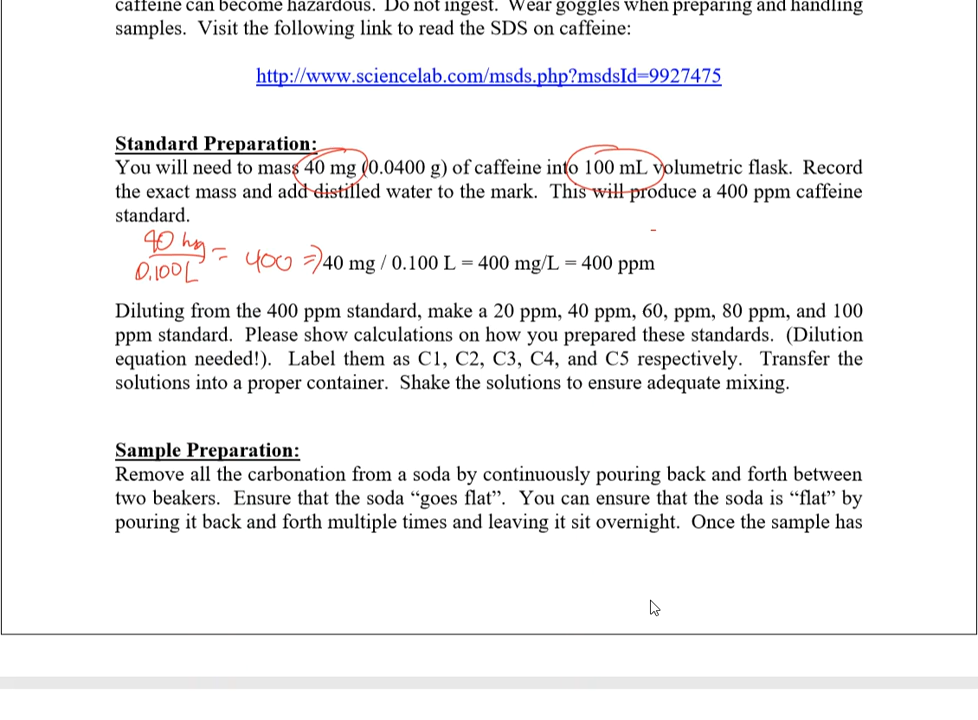 caffeine can become hazardous. Do not ingest. Wear goggles when preparing and handling
samples. Visit the following link to read the SDS on caffeine:
http://www.sciencelab.com/msds.php?msdsId=9927475
Standard Preparation:
You will need to mass 40 mg (0.0400 g) of caffeine into 100 mL volumetric flask. Record
the exact mass and add distilled water to the mark. This will produce a 400 ppm caffeine
standard.
40 mg
0.100L = 400 ⇒ 40 mg / 0.100 L = 400 mg/L = 400 ppm
Diluting from the 400 ppm standard, make a 20 ppm, 40 ppm, 60, ppm, 80 ppm, and 100
ppm standard. Please show calculations on how you prepared these standards. (Dilution
equation needed!). Label them as C1, C2, C3, C4, and C5 respectively. Transfer the
solutions into a proper container. Shake the solutions to ensure adequate mixing.
Sample Preparation:
Remove all the carbonation from a soda by continuously pouring back and forth between
two beakers. Ensure that the soda “goes flat”. You can ensure that the soda is “flat” by
pouring it back and forth multiple times and leaving it sit overnight. Once the sample has